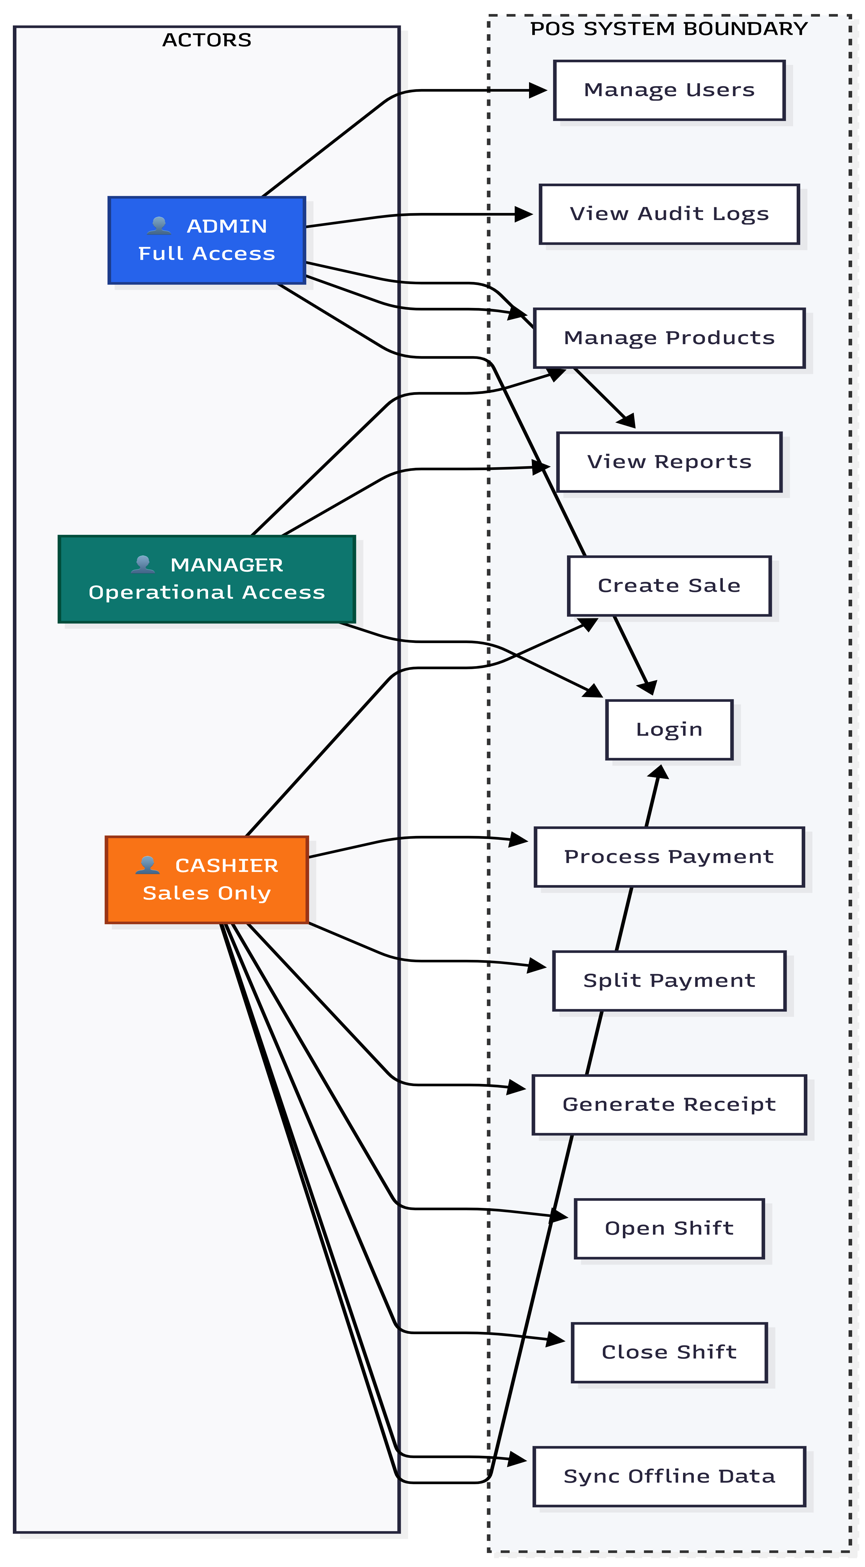 ACTORS
POS SYSTEM BOUNDARY
Manage Users
View Audit Logs
ADMIN
Full Access
Manage Products
View Reports
MANAGER
Operational Access
Create Sale
Login
CASHIER
Sales Only
Process Payment
Split Payment
Generate Receipt
Open Shift
Close Shift
Sync Offline Data